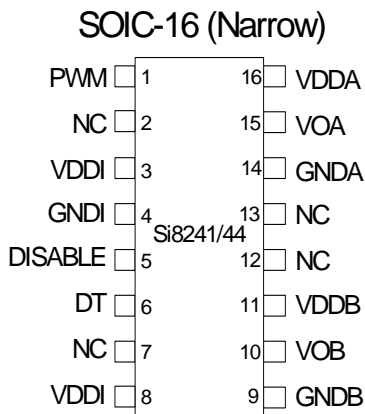 SOIC-16 (Narrow)
PWM 1 16 VDDA
NC 2 15 VOA
VDDI 3 14 GNDA
GNDI 4 13 NC
Si8241/44
DISABLE 5 12 NC
DT 6 11 VDDB
NC 7 10 VOB
VDDI 8 9 GNDB